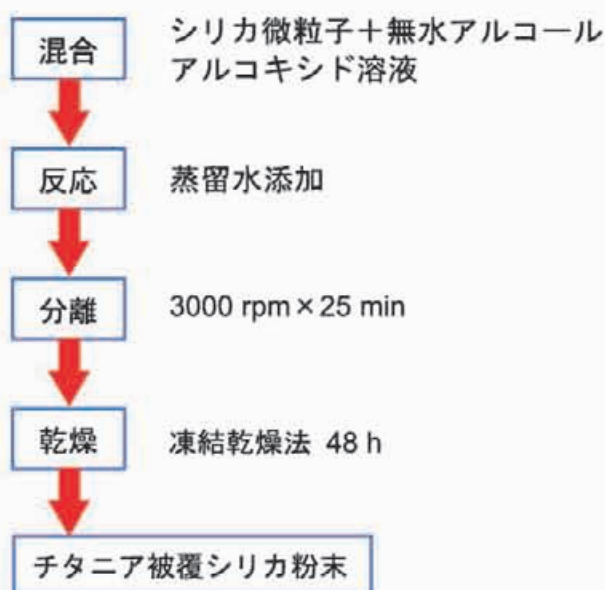 混合
シリカ微粒子＋無水アルコール
アルコキシド溶液
反応
蒸留水添加
分離
3000 rpm×25 min
乾燥
凍結乾燥法 48 h
チタニア被覆シリカ粉末